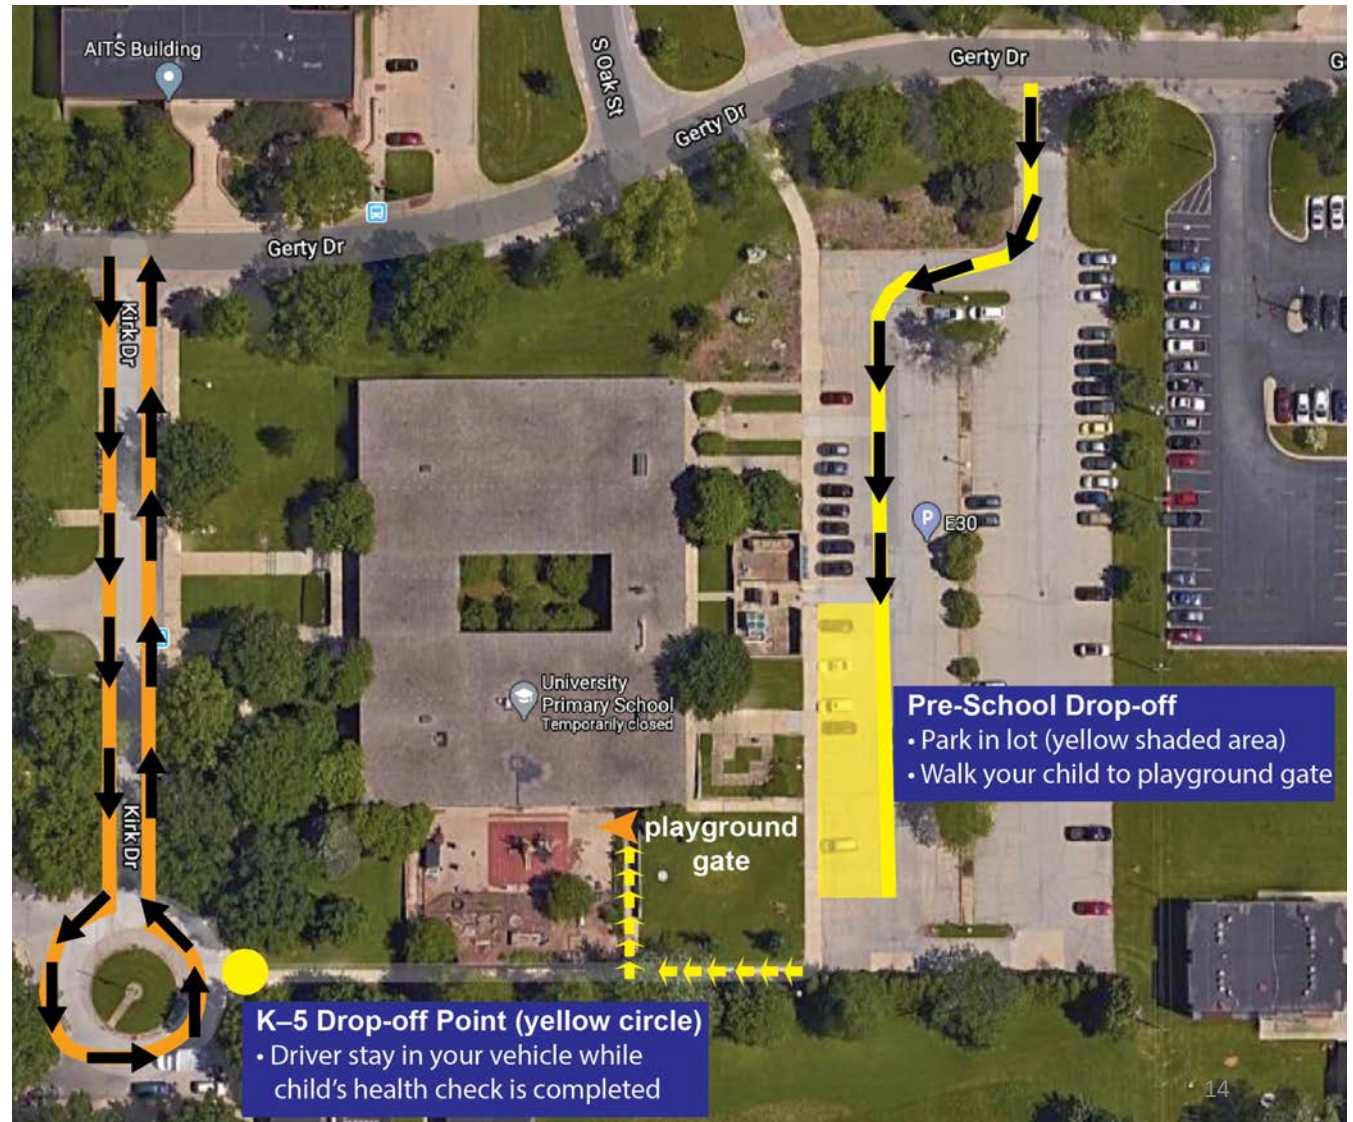 AITS Building
S Oak St
Gerty Dr
G
Gerty Dr
Gerty Dr
Kirk Dr
P
E30
University
Primary School
Temporarily closed
Pre-School Drop-off
• Park in lot (yellow shaded area)
• Walk your child to playground gate
playground
gate
Kirk Dr
K–5 Drop-off Point (yellow circle)
• Driver stay in your vehicle while
child's health check is completed
14